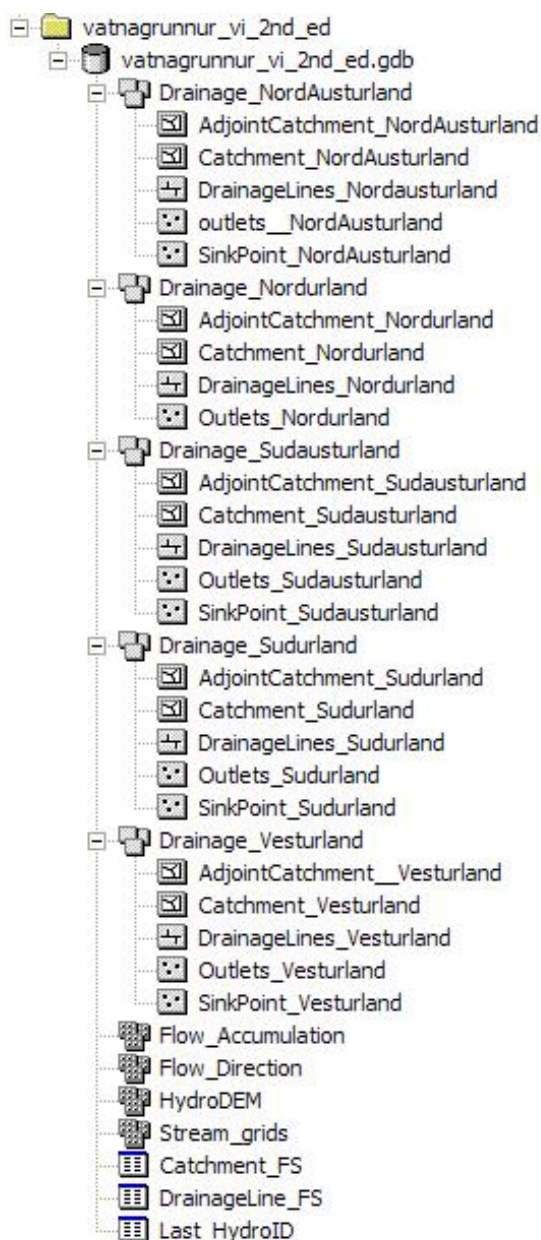 vatnagrunnur_vi_2nd_ed
vatnagrunnur_vi_2nd_ed.gdb
Drainage_NordAusturland
AdjointCatchment_NordAusturland
Catchment_NordAusturland
DrainageLines_Nordausturland
outlets__NordAusturland
SinkPoint_NordAusturland
Drainage_Nordurland
AdjointCatchment_Nordurland
Catchment_Nordurland
DrainageLines_Nordurland
Outlets_Nordurland
Drainage_Sudausturland
AdjointCatchment_Sudausturland
Catchment_Sudausturland
DrainageLines_Sudausturland
Outlets_Sudausturland
SinkPoint_Sudausturland
Drainage_Sudurland
AdjointCatchment_Sudurland
Catchment_Sudurland
DrainageLines_Sudurland
Outlets_Sudurland
SinkPoint_Sudurland
Drainage_Vesturland
AdjointCatchment__Vesturland
Catchment_Vesturland
DrainageLines_Vesturland
Outlets_Vesturland
SinkPoint_Vesturland
Flow_Accumulation
Flow_Direction
HydroDEM
Stream_grids
Catchment_FS
DrainageLine_FS
Last_HydroID